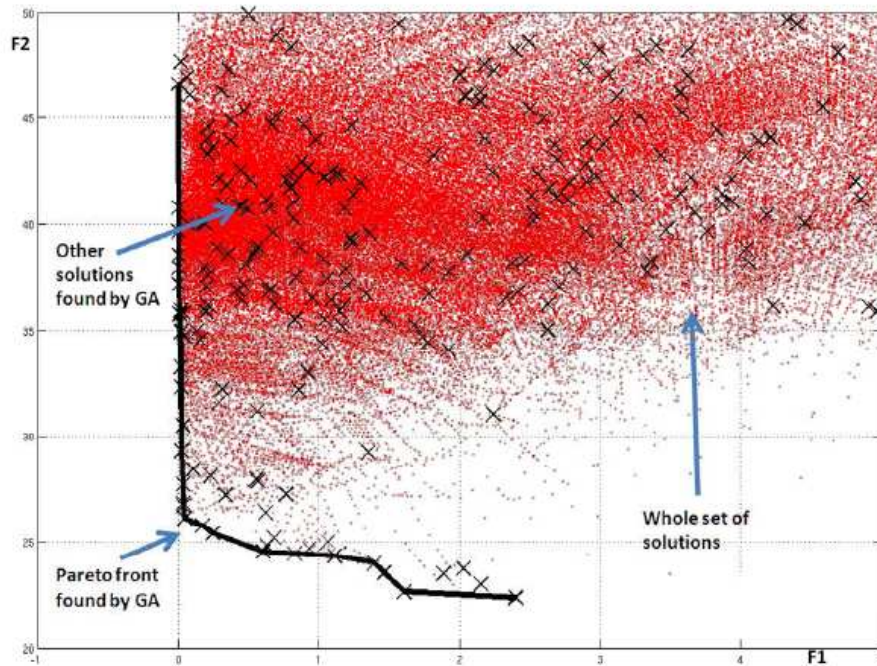 50
F2
45
40
35
30
25
20
-1
0
1
2
3
4
F1
Other
solutions
found by GA
Pareto front
found by GA
Whole set of
solutions